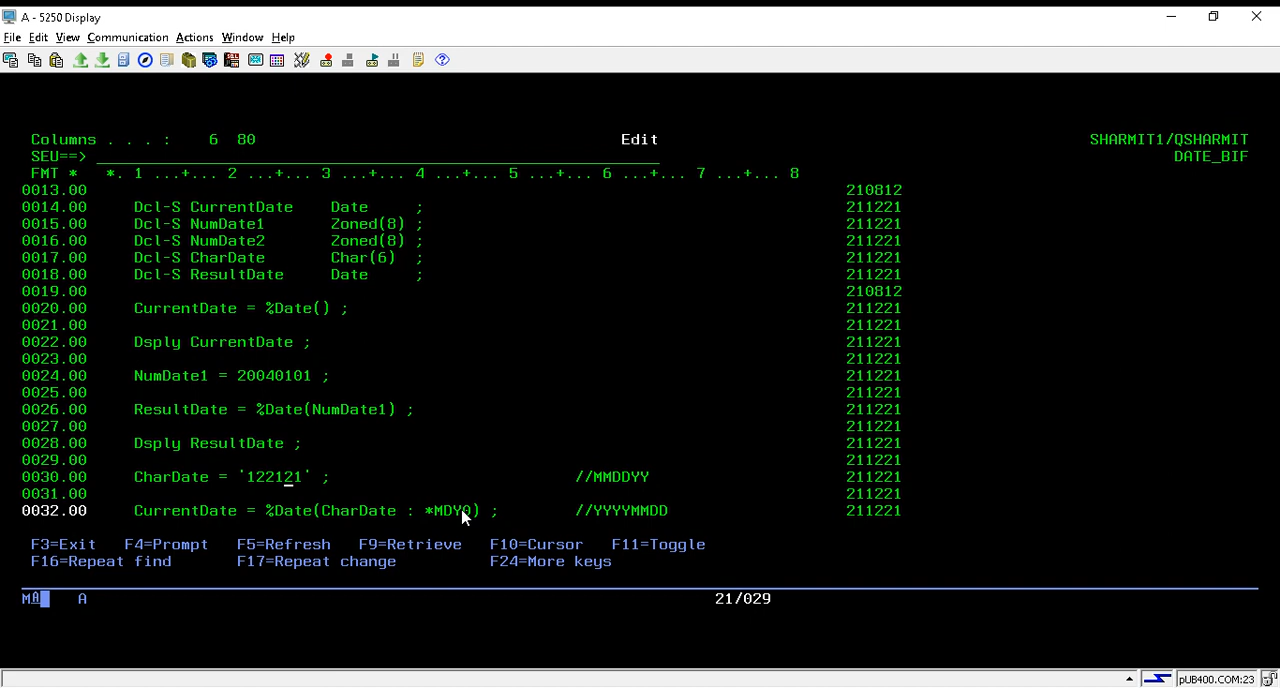 A - 5250 Display
File Edit View Communication Actions Window Help
Columns . . . : 6 80 Edit SHARMIT1/QSHARMIT
SEU==> DATE_BIF
FMT * *. 1 ...+... 2 ...+... 3 ...+... 4 ...+... 5 ...+... 6 ...+... 7 ...+... 8
0013.00 210812
0014.00 Dcl-S CurrentDate Date ; 211221
0015.00 Dcl-S NumDate1 Zoned(8) ; 211221
0016.00 Dcl-S NumDate2 Zoned(8) ; 211221
0017.00 Dcl-S CharDate Char(6) ; 211221
0018.00 Dcl-S ResultDate Date ; 211221
0019.00 210812
0020.00 CurrentDate = %Date() ; 211221
0021.00 211221
0022.00 Dsply CurrentDate ; 211221
0023.00 211221
0024.00 NumDate1 = 20040101 ; 211221
0025.00 211221
0026.00 ResultDate = %Date(NumDate1) ; 211221
0027.00 211221
0028.00 Dsply ResultDate ; 211221
0029.00 211221
0030.00 CharDate = '122121' ; //MMDDYY 211221
0031.00 211221
0032.00 CurrentDate = %Date(CharDate : *MDY0) ; //YYYYMMDD 211221
F3=Exit F4=Prompt F5=Refresh F9=Retrieve F10=Cursor F11=Toggle
F16=Repeat find F17=Repeat change F24=More keys
MA A 21/029
pUB400.COM:23